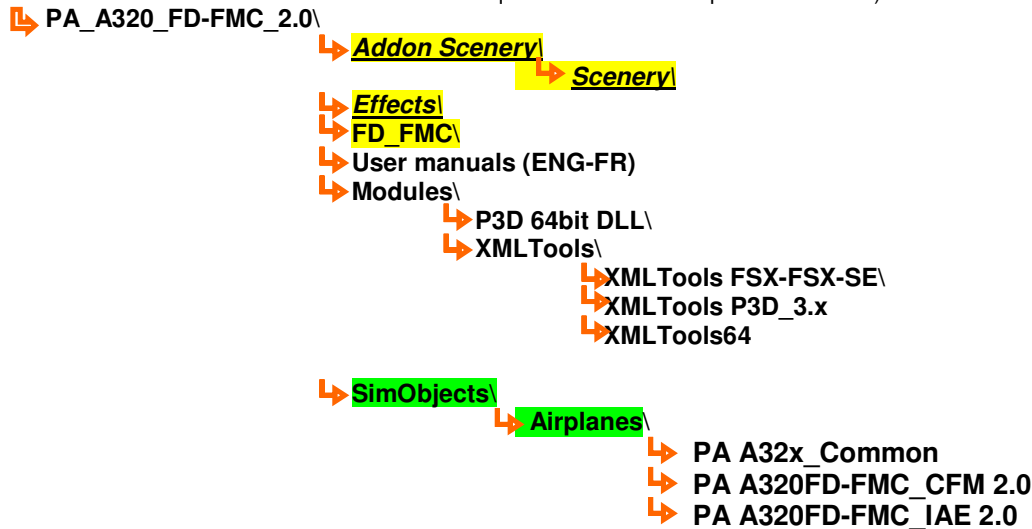 PA_A320_FD-FMC_2.0\
Addon Scenery\
Scenery\
Effects\
FD_FMC\
User manuals (ENG-FR)
Modules\
P3D 64bit DLL\
XMLTools\
XMLTools FSX-FSX-SE\
XMLTools P3D_3.x
XMLTools64
SimObjects\
Airplanes\
PA A32x_Common
PA A320FD-FMC_CFM 2.0
PA A320FD-FMC_IAE 2.0